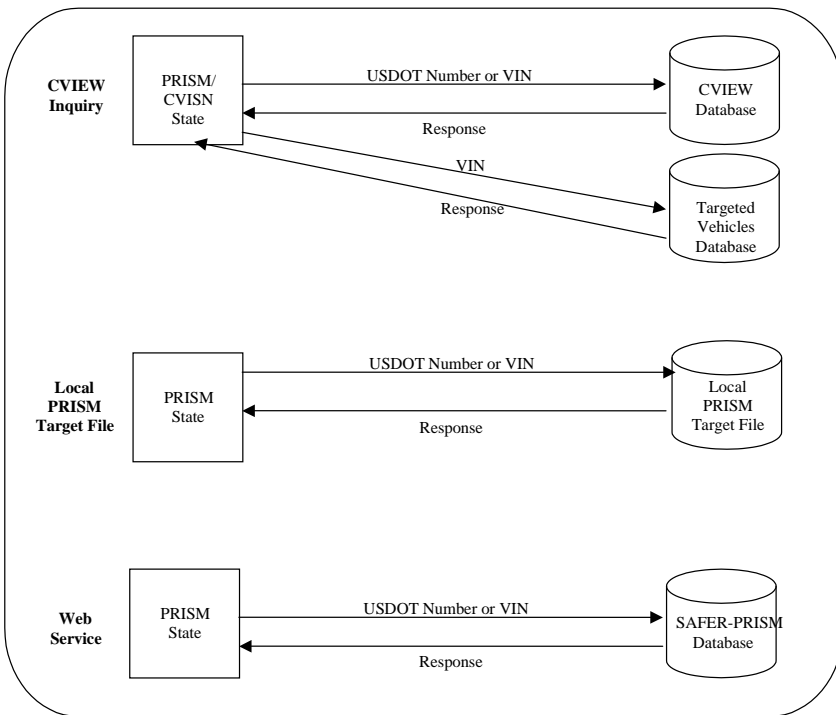 CVIEW
Inquiry
PRISM/
CVISN
State
USDOT Number or VIN
Response
CVIEW
Database
VIN
Response
Targeted
Vehicles
Database
Local
PRISM
Target File
PRISM
State
USDOT Number or VIN
Response
Local
PRISM
Target File
Web
Service
PRISM
State
USDOT Number or VIN
Response
SAFER-PRISM
Database